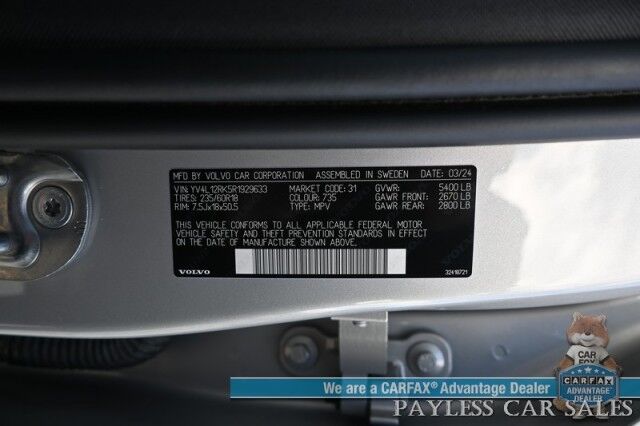 MFD BY VOLVO CAR CORPORATION ASSEMBLED IN SWEDEN DATE: 03/24
VIN: YV4L12RK5R1929633 MARKET CODE: 31 GVWR: 5400 LB
TIRES: 235/60R18 COLOUR: 735 GAWR FRONT: 2670 LB
RIM: 7.5Jx18x50.5 TYPE: MPV GAWR REAR: 2800 LB
THIS VEHICLE CONFORMS TO ALL APPLICABLE FEDERAL MOTOR
VEHICLE SAFETY AND THEFT PREVENTION STANDARDS IN EFFECT
ON THE DATE OF MANUFACTURE SHOWN ABOVE.
VOLVO 32410721
We are a CARFAX® Advantage Dealer
PAYLESS CAR SALES
CAR
FOX
CARFAX
ADVANTAGE
DEALER